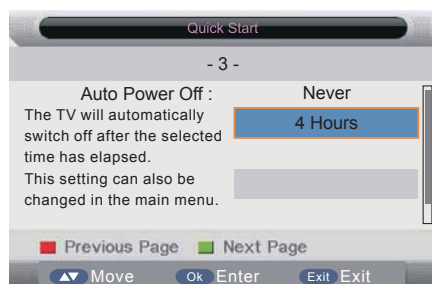 Quick Start
- 3 -
Auto Power Off :
The TV will automatically
switch off after the selected
time has elapsed.
This setting can also be
changed in the main menu.
Never
4 Hours
Previous Page Next Page
Move Ok Enter Exit Exit